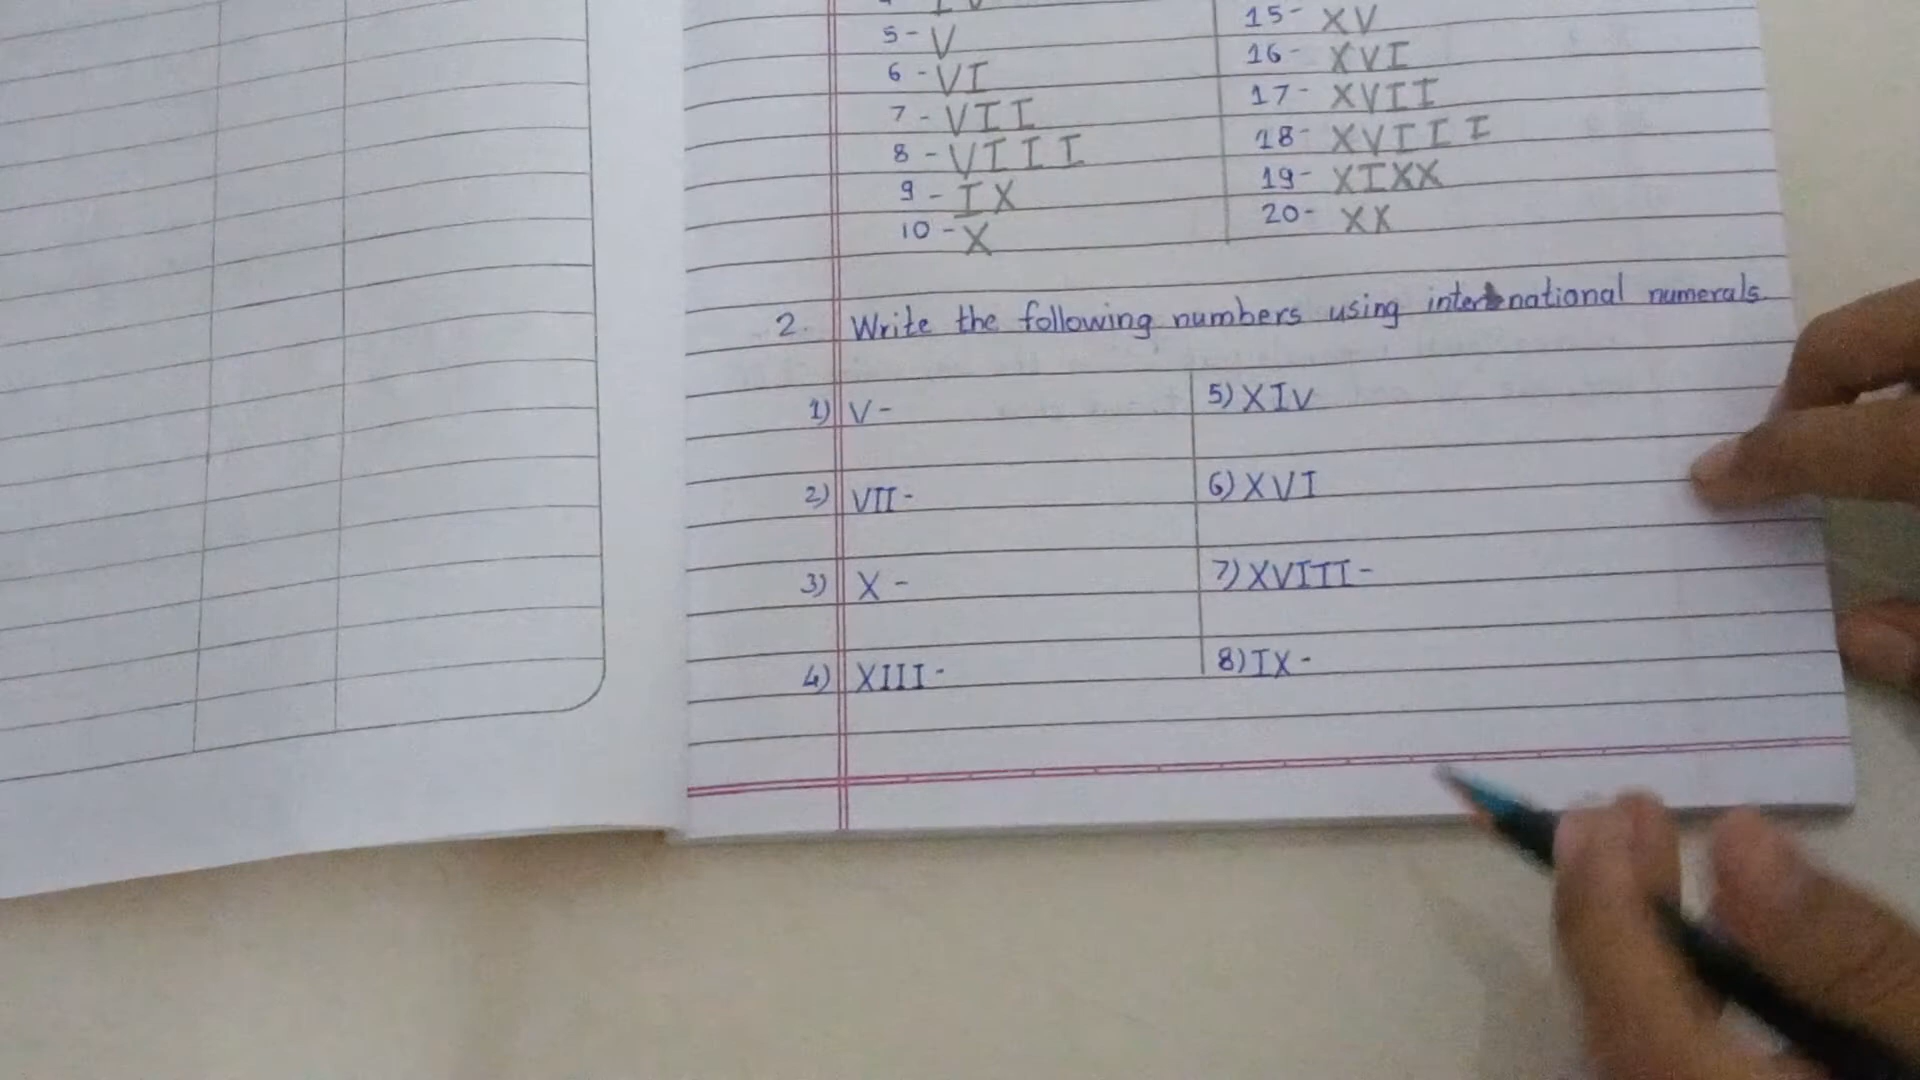 5 - V
6 - VI
7 - VII
8 - VIII
9 - IX
10 - X
15 - XV
16 - XVI
17 - XVII
18 - XVIII
19 - XIXX
20 - XX
2. Write the following numbers using international numerals
1) V -
2) VII -
3) X -
4) XIII -
5) XIV
6) XVI
7) XVIII -
8) IX -